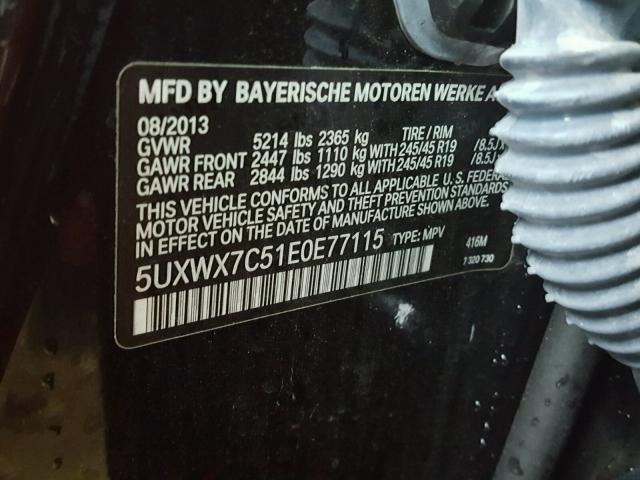 MFD BY BAYERISCHE MOTOREN WERKE A
08/2013
GVWR 5214 lbs 2365 kg TIRE / RIM
GAWR FRONT 2447 lbs 1110 kg WITH 245/45 R19 /8.5J
GAWR REAR 2844 lbs 1290 kg WITH 245/45 R19 /8.5J
THIS VEHICLE CONFORMS TO ALL APPLICABLE U.S. FEDERAL
MOTOR VEHICLE SAFETY AND THEFT PREVENTION STANDARDS
IN EFFECT ON THE DATE OF MANUFACTURE SHOWN ABOVE.
5UXWX7C51E0E77115 TYPE: MPV 416M
7 320 730